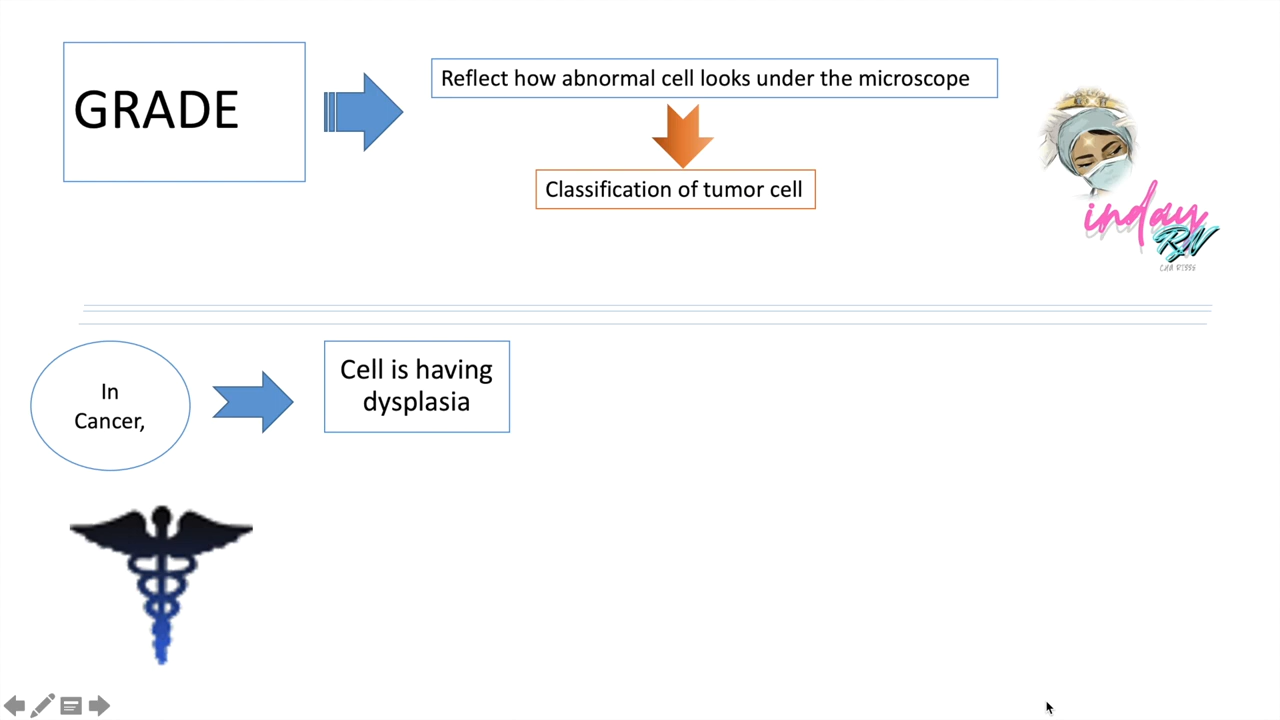 GRADE
Reflect how abnormal cell looks under the microscope
Classification of tumor cell
inday
RN
In
Cancer,
Cell is having
dysplasia